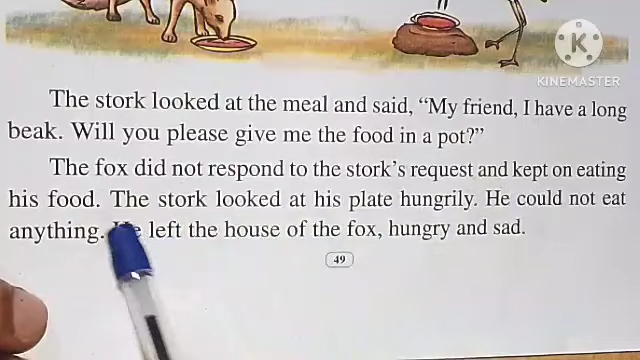 K
KINEMASTER
The stork looked at the meal and said, “My friend, I have a long
beak. Will you please give me the food in a pot?”
The fox did not respond to the stork’s request and kept on eating
his food. The stork looked at his plate hungrily. He could not eat
anything. He left the house of the fox, hungry and sad.
49